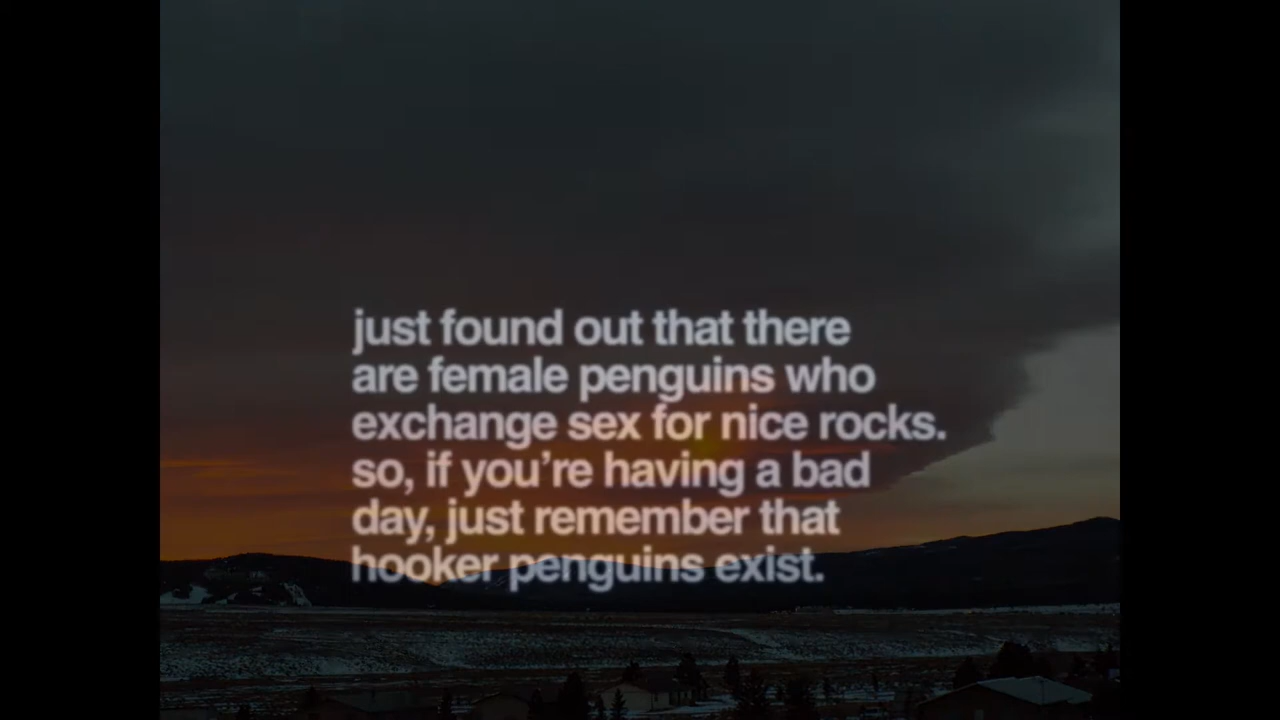 just found out that there
are female penguins who
exchange sex for nice rocks.
so, if you’re having a bad
day, just remember that
hooker penguins exist.